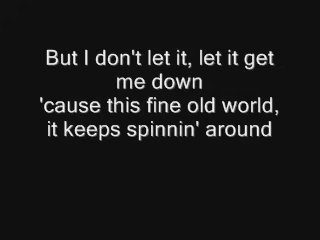 But I don't let it, let it get
me down
'cause this fine old world,
it keeps spinnin' around